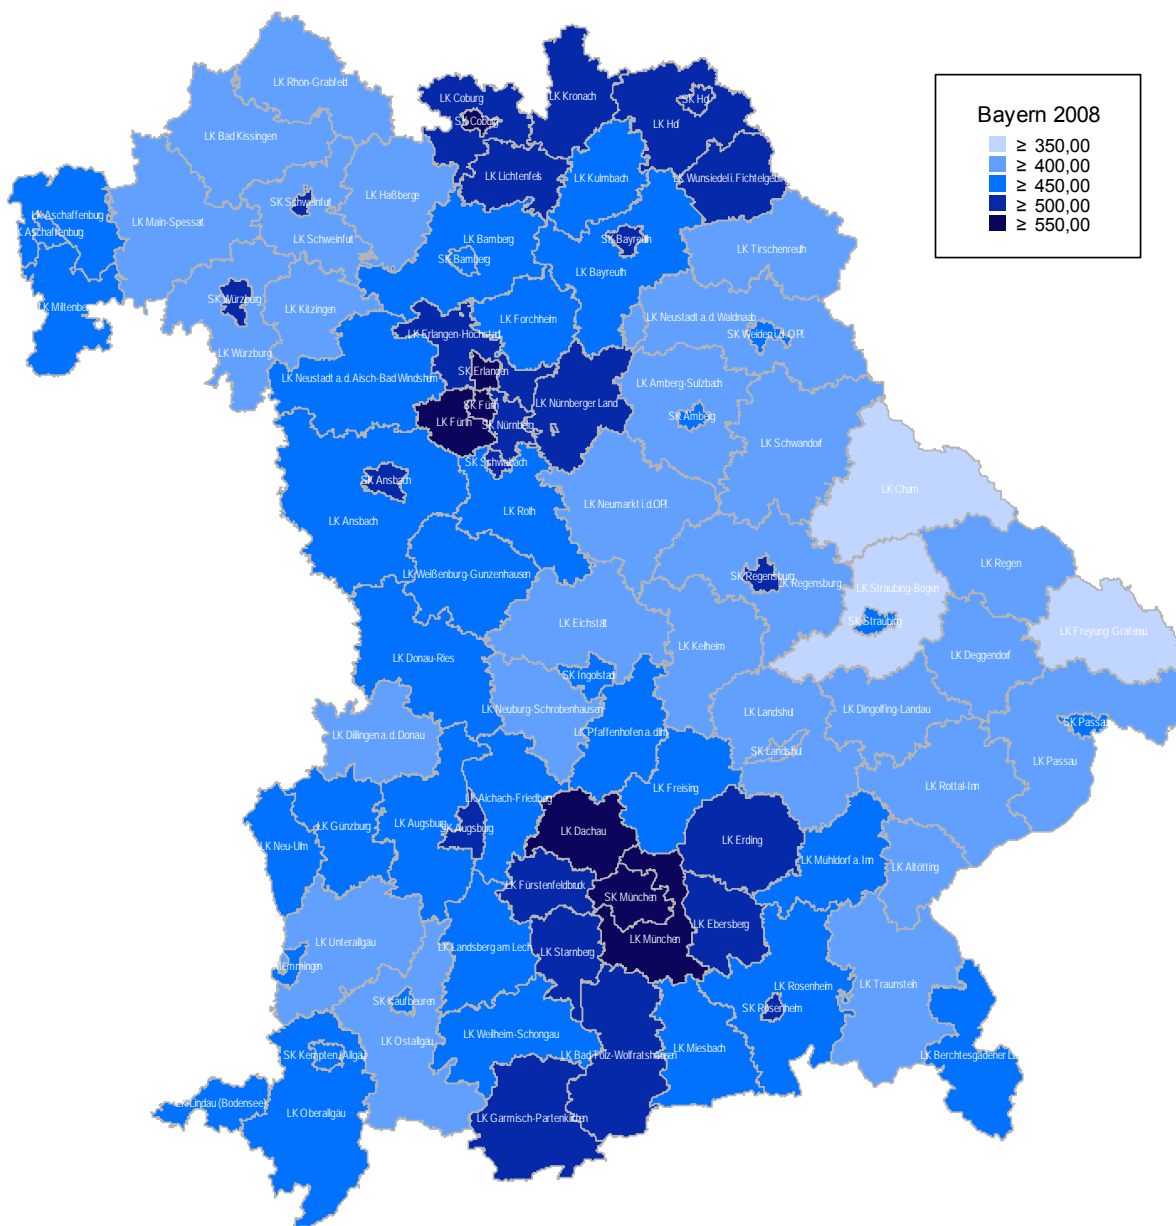 Bayern 2008
≥ 350,00
≥ 400,00
≥ 450,00
≥ 500,00
≥ 550,00
LK Rhön-Grabfeld
LK Coburg
LK Kronach
SK Hof
SK Coburg
LK Hof
LK Bad Kissingen
LK Lichtenfels
LK Kulmbach
LK Wunsiedel i. Fichtelgeb
LK Haßberge
SK Schweinfurt
LK Aschaffenburg
LK Main-Spessart
SK Aschaffenburg
LK Schweinfurt
LK Bamberg
SK Bayreuth
LK Tirschenreuth
SK Bamberg
LK Bayreuth
SK Würzburg
LK Miltenberg
LK Kitzingen
LK Forchheim
LK Neustadt a.d. Waldnaab
LK Erlangen-Höchstadt
SK Weiden i.d.OPf.
LK Würzburg
SK Erlangen
LK Neustadt a.d. Aisch-Bad Windsheim
LK Amberg-Sulzbach
LK Nürnberger Land
SK Fürth
LK Fürth
SK Nürnberg
SK Amberg
LK Schwandorf
SK Schwabach
SK Ansbach
LK Cham
LK Neumarkt i.d.OPf.
LK Roth
LK Ansbach
LK Regen
LK Weißenburg-Gunzenhausen
SK Regensburg
LK Regensburg
LK Straubing-Bogen
SK Straubing
LK Eichstätt
LK Freyung-Grafenau
LK Kelheim
LK Deggendorf
LK Donau-Ries
SK Ingolstadt
LK Neuburg-Schrobenhausen
LK Landshut
LK Dingolfing-Landau
SK Passau
LK Pfaffenhofen a.d.Ilm
LK Dillingen a.d. Donau
SK Landshut
LK Passau
LK Rottal-Inn
LK Freising
LK Aichach-Friedberg
LK Günzburg
LK Augsburg
SK Augsburg
LK Dachau
LK Erding
LK Neu-Ulm
LK Mühldorf a. Inn
LK Altötting
LK Fürstenfeldbruck
SK München
LK Ebersberg
LK Unterallgäu
LK Landsberg am Lech
LK Starnberg
LK München
Memmingen
LK Rosenheim
LK Traunstein
SK Kaufbeuren
SK Rosenheim
LK Weilheim-Schongau
LK Ostallgäu
LK Miesbach
SK Kempten (Allgäu)
LK Bad Tölz-Wolfratshausen
LK Berchtesgadener La
LK Lindau (Bodensee)
LK Oberallgäu
LK Garmisch-Partenkirchen